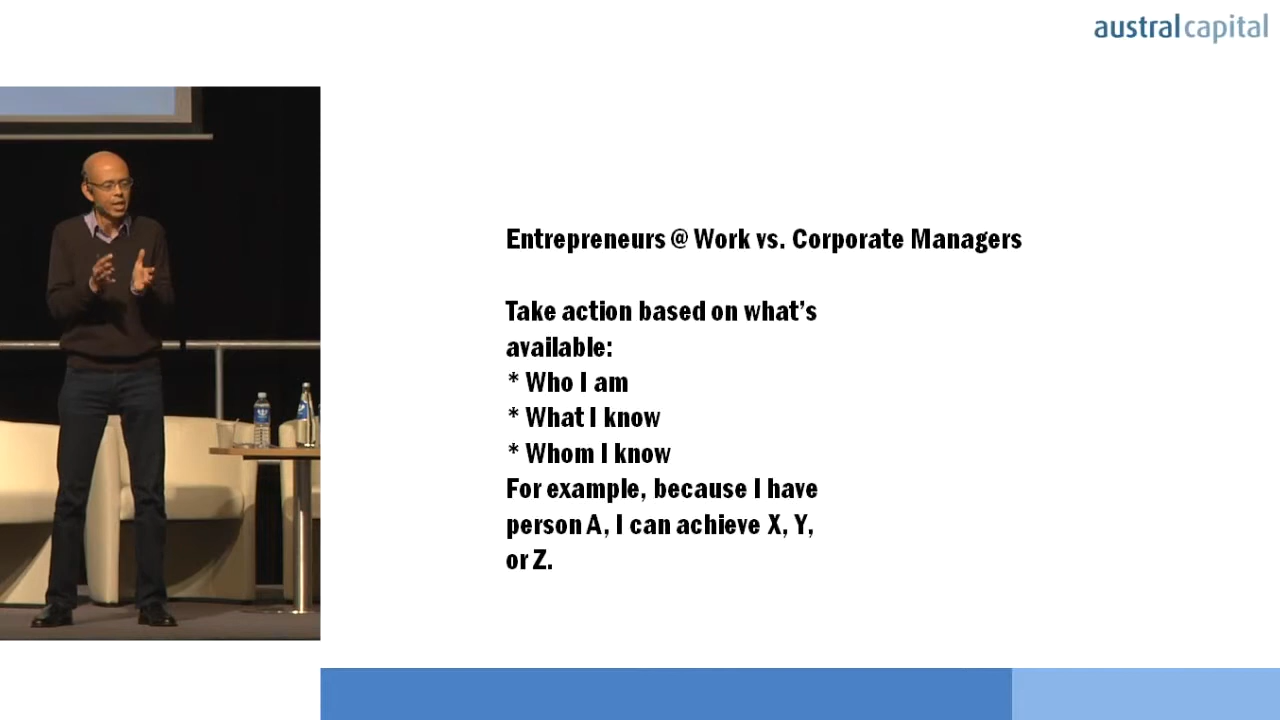 australcapital
Entrepreneurs @ Work vs. Corporate Managers
Take action based on what's
available:
* Who I am
* What I know
* Whom I know
For example, because I have
person A, I can achieve X, Y,
or Z.